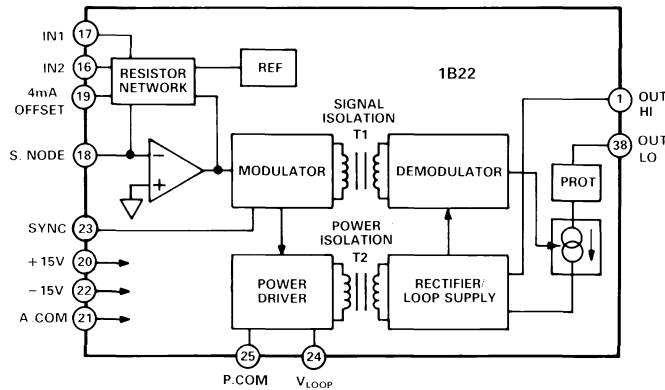 17
IN1
16
IN2
19
4mA
OFFSET
18
S. NODE
23
SYNC
20
+15V
22
−15V
21
A.COM
RESISTOR
NETWORK
REF
1B22
−
+
SIGNAL
ISOLATION
T1
MODULATOR
DEMODULATOR
POWER
ISOLATION
T2
POWER
DRIVER
RECTIFIER/
LOOP SUPPLY
PROT
1
OUT
HI
38
OUT
LO
25
P.COM
24
VLOOP